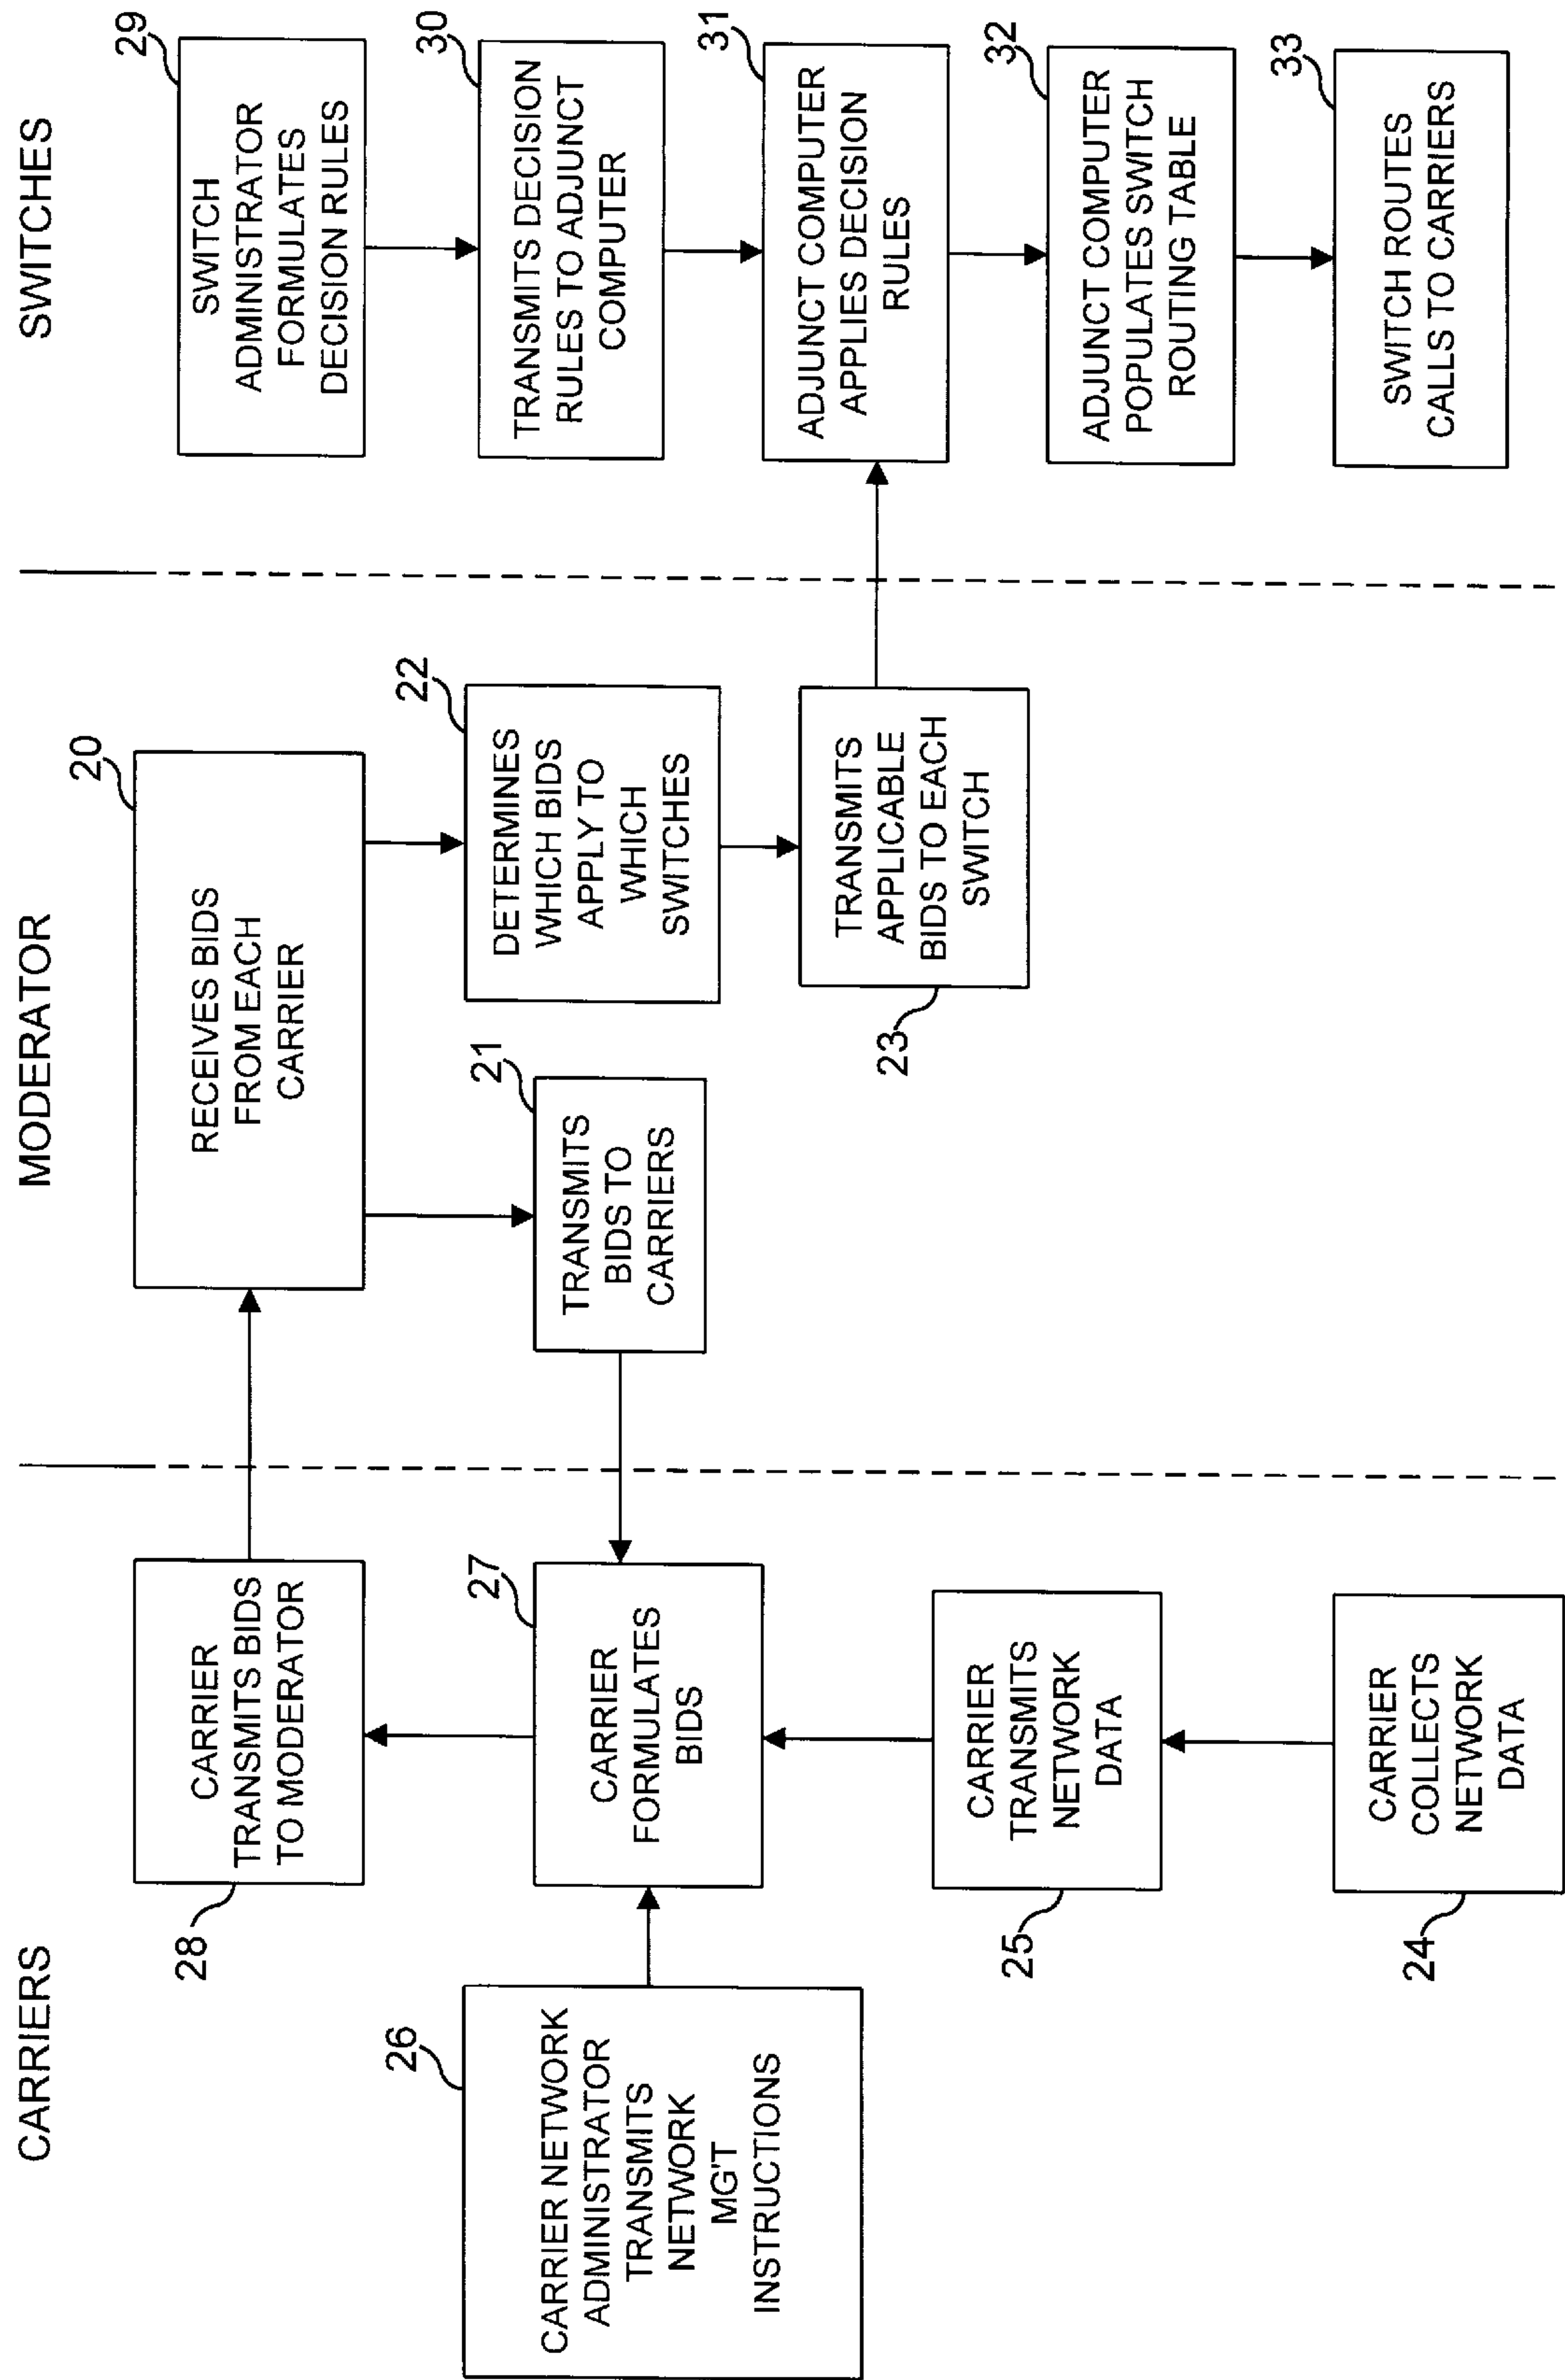 CARRIERS
MODERATOR
SWITCHES
28
CARRIER
TRANSMITS BIDS
TO MODERATOR
26
CARRIER NETWORK
ADMINISTRATOR
TRANSMITS
NETWORK
MG'T
INSTRUCTIONS
27
CARRIER
FORMULATES
BIDS
25
CARRIER
TRANSMITS
NETWORK
DATA
24
CARRIER
COLLECTS
NETWORK
DATA
20
RECEIVES BIDS
FROM EACH
CARRIER
21
TRANSMITS
BIDS TO
CARRIERS
22
DETERMINES
WHICH BIDS
APPLY TO
WHICH
SWITCHES
23
TRANSMITS
APPLICABLE
BIDS TO EACH
SWITCH
29
SWITCH
ADMINISTRATOR
FORMULATES
DECISION RULES
30
TRANSMITS DECISION
RULES TO ADJUNCT
COMPUTER
31
ADJUNCT COMPUTER
APPLIES DECISION
RULES
32
ADJUNCT COMPUTER
POPULATES SWITCH
ROUTING TABLE
33
SWITCH ROUTES
CALLS TO CARRIERS